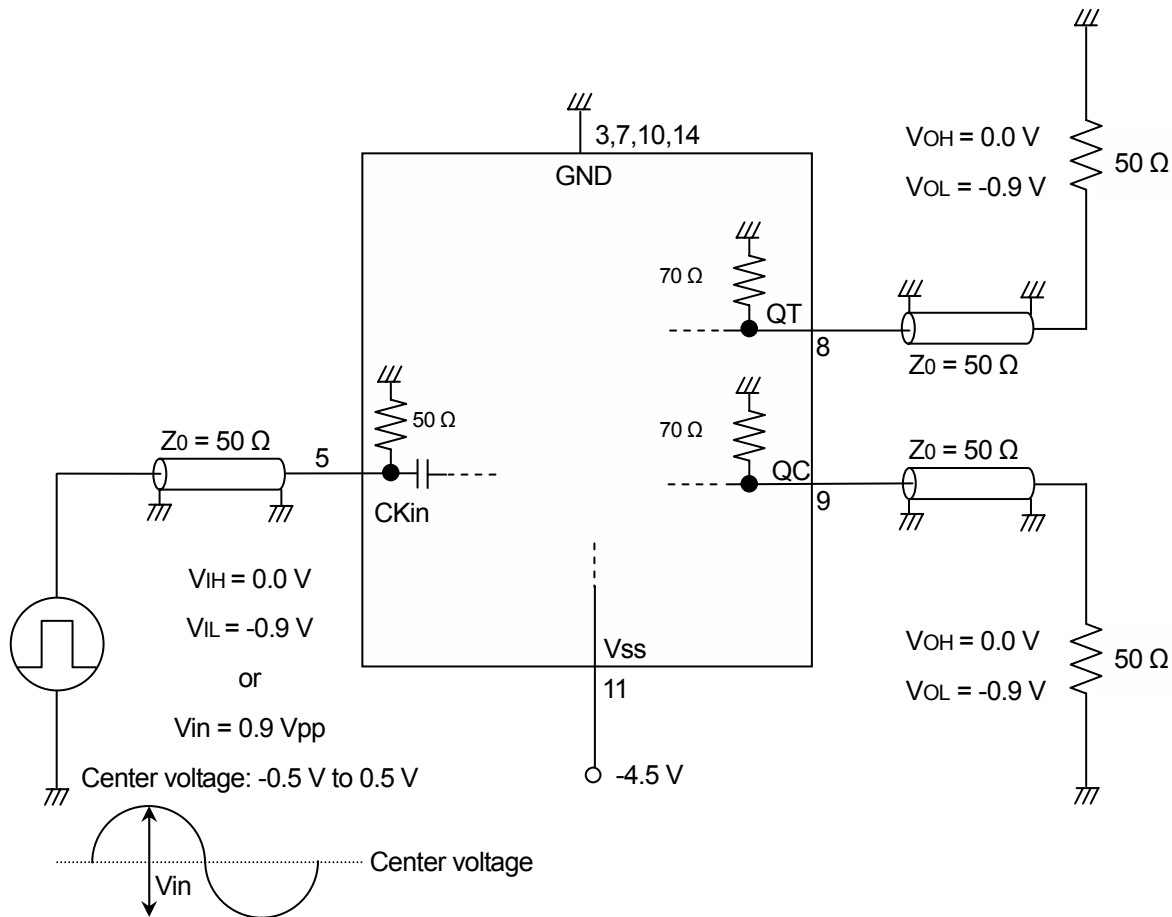 3,7,10,14
GND
VOH = 0.0 V
VOL = -0.9 V
50 Ω
70 Ω
QT
8
Z0 = 50 Ω
50 Ω
70 Ω
Z0 = 50 Ω
5
QC
9
Z0 = 50 Ω
CKin
VIH = 0.0 V
VIL = -0.9 V
or
Vin = 0.9 Vpp
Center voltage: -0.5 V to 0.5 V
Vss
11
-4.5 V
VOH = 0.0 V
VOL = -0.9 V
50 Ω
Center voltage
Vin